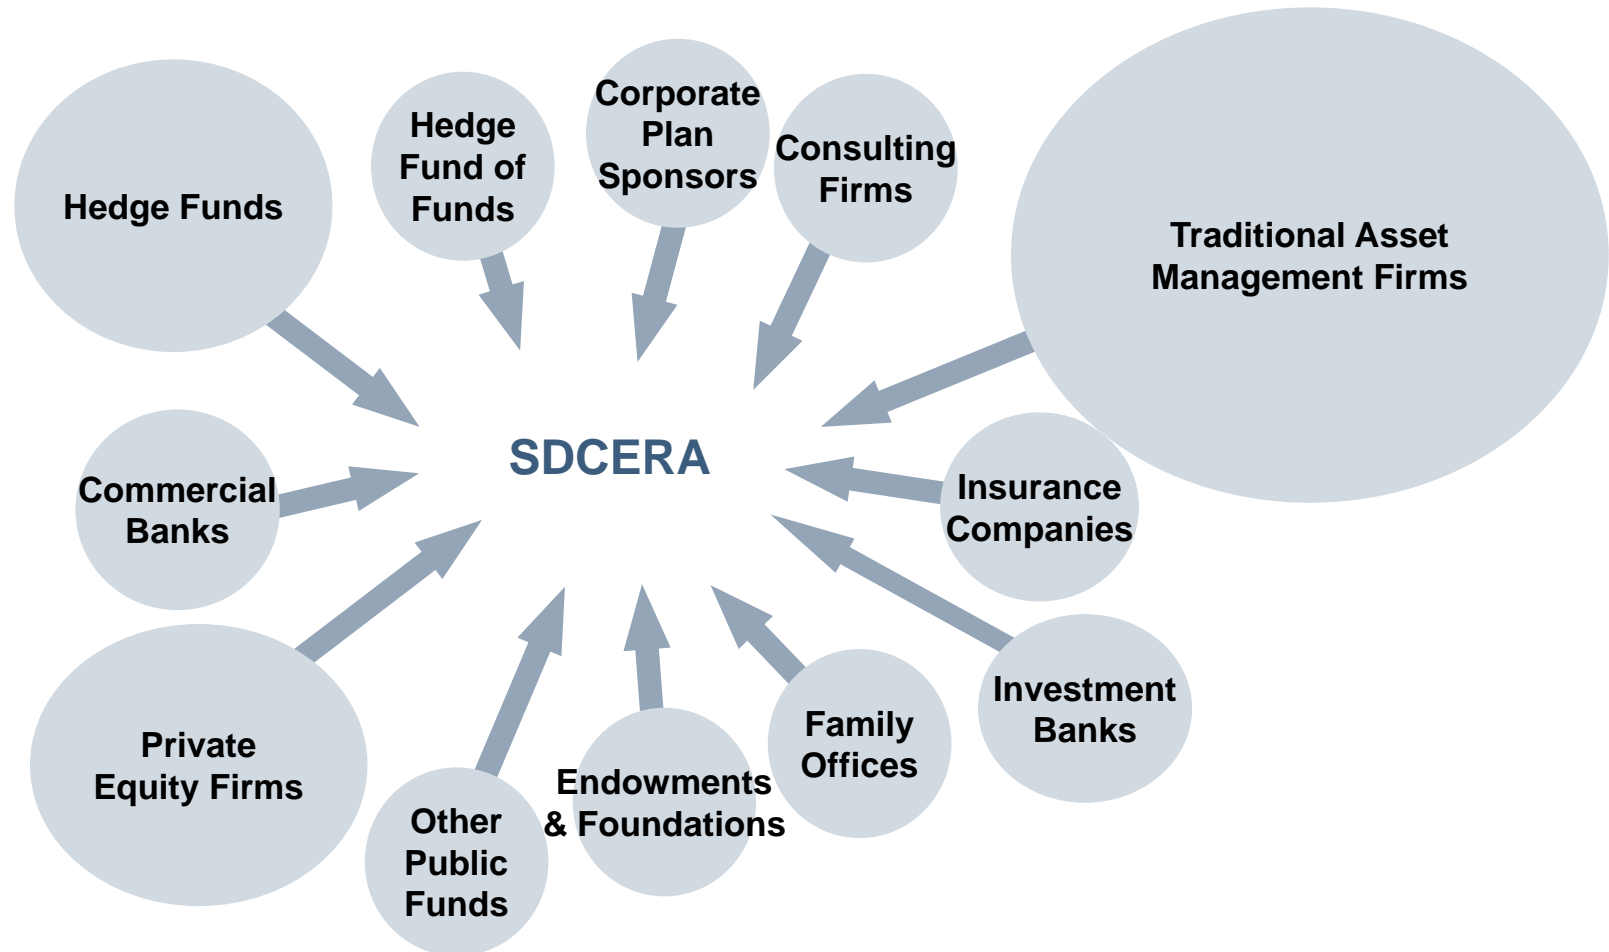 Hedge Funds
Hedge
Fund of
Funds
Corporate
Plan
Sponsors
Consulting
Firms
Traditional Asset
Management Firms
SDCERA
Commercial
Banks
Insurance
Companies
Private
Equity Firms
Other
Public
Funds
Endowments
& Foundations
Family
Offices
Investment
Banks